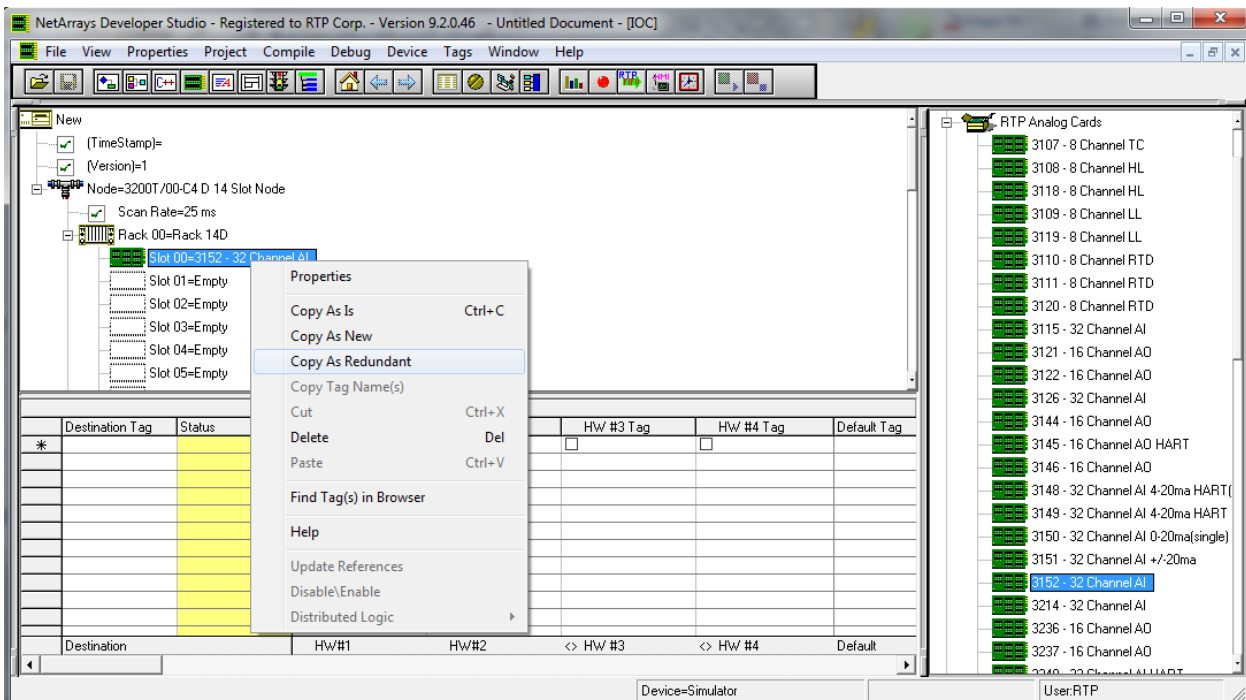 NetArrays Developer Studio - Registered to RTP Corp. - Version 9.2.0.46 - Untitled Document - [IOC]
File View Properties Project Compile Debug Device Tags Window Help
New
(TimeStamp)=
(Version)=1
Node=3200T/00-C4 D 14 Slot Node
Scan Rate=25 ms
Rack 00=Rack 14D
Slot 00=3152 - 32 Channel AI
Slot 01=Empty
Slot 02=Empty
Slot 03=Empty
Slot 04=Empty
Slot 05=Empty
Properties
Copy As Is Ctrl+C
Copy As New
Copy As Redundant
Copy Tag Name(s)
Cut Ctrl+X
Delete Del
Paste Ctrl+V
Find Tag(s) in Browser
Help
Update References
Disable\Enable
Distributed Logic
Destination Tag Status HW #3 Tag HW #4 Tag Default Tag
Destination HW#1 HW#2 <> HW #3 <> HW #4 Default
RTP Analog Cards
3107 - 8 Channel TC
3108 - 8 Channel HL
3118 - 8 Channel HL
3109 - 8 Channel LL
3119 - 8 Channel LL
3110 - 8 Channel RTD
3111 - 8 Channel RTD
3120 - 8 Channel RTD
3115 - 32 Channel AI
3121 - 16 Channel AO
3122 - 16 Channel AO
3126 - 32 Channel AI
3144 - 16 Channel AO
3145 - 16 Channel AO HART
3146 - 16 Channel AO
3148 - 32 Channel AI 4-20ma HART(
3149 - 32 Channel AI 4-20ma HART
3150 - 32 Channel AI 0-20ma(single)
3151 - 32 Channel AI +/-20ma
3152 - 32 Channel AI
3214 - 32 Channel AI
3236 - 16 Channel AO
3237 - 16 Channel AO
Device=Simulator User:RTP